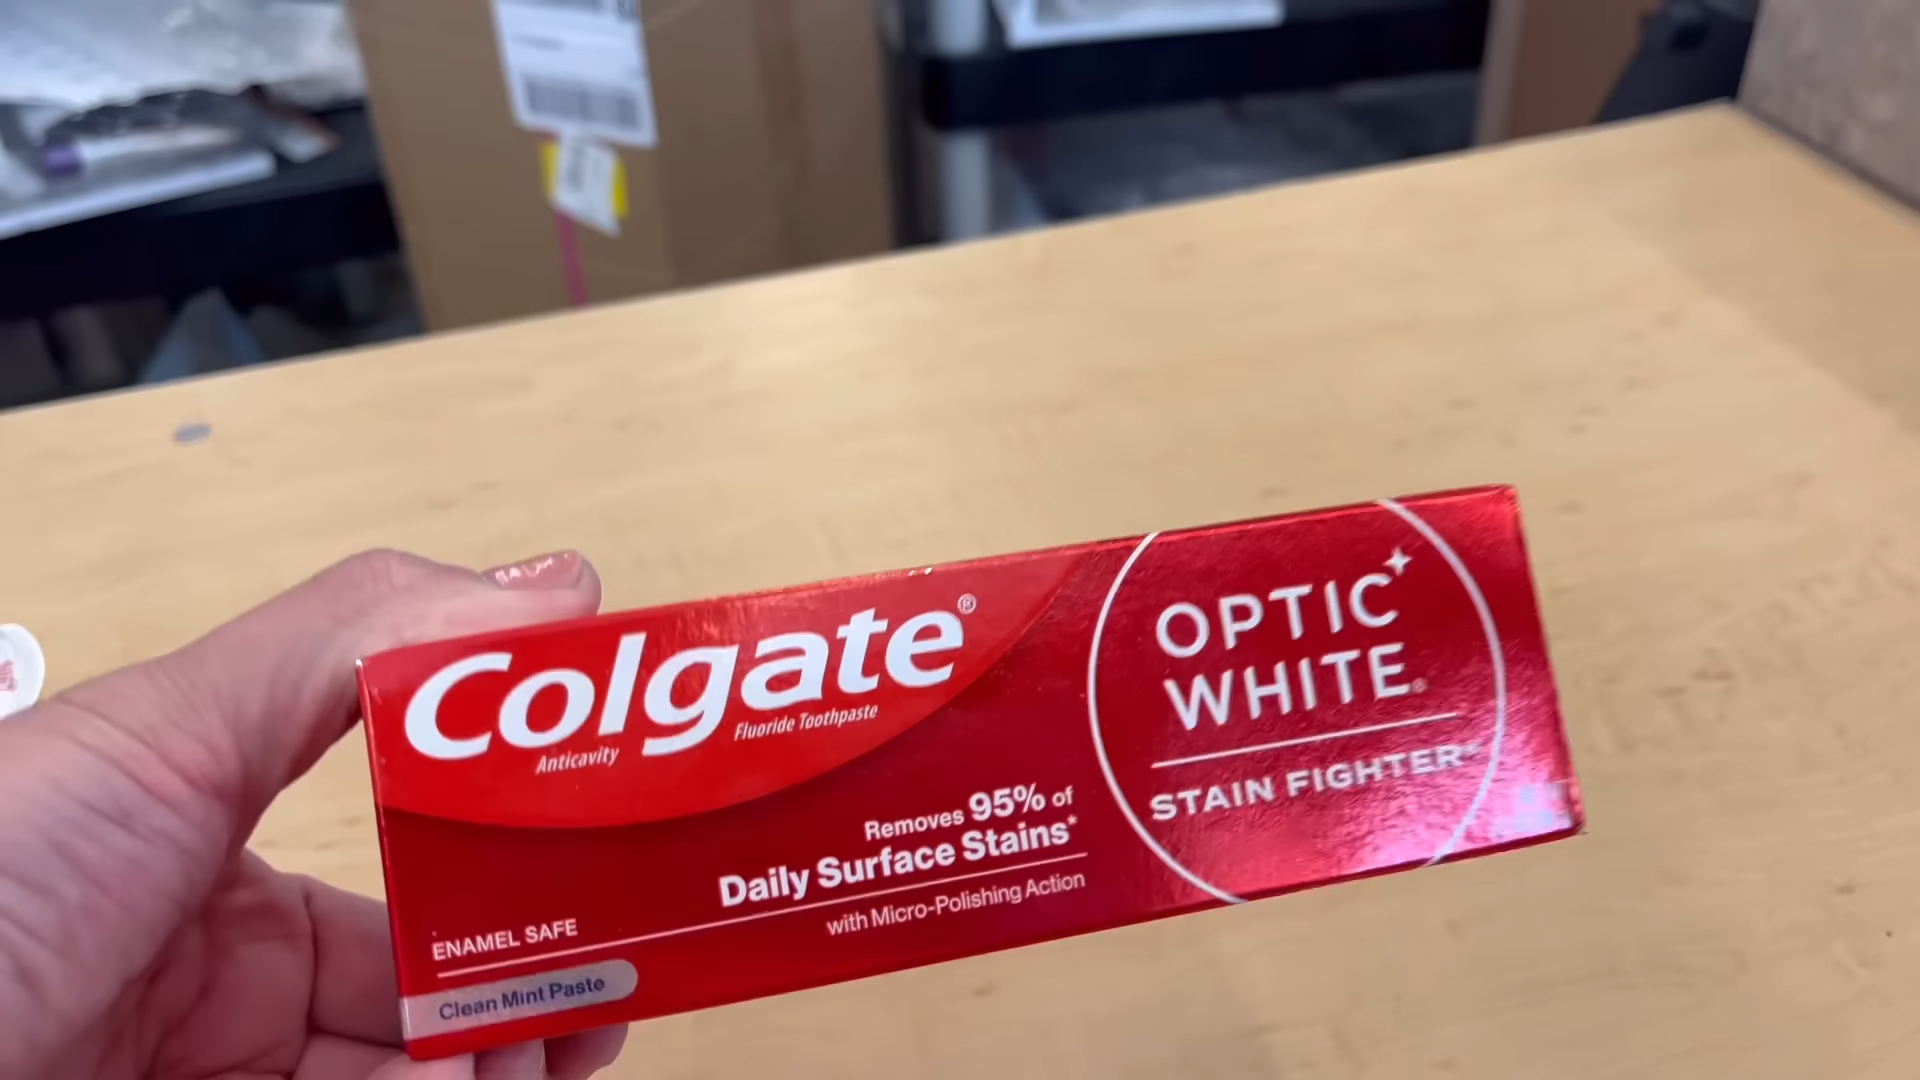 Colgate®
Anticavity Fluoride Toothpaste
Removes 95% of
Daily Surface Stains*
with Micro-Polishing Action
ENAMEL SAFE
Clean Mint Paste
OPTIC
WHITE®
STAIN FIGHTER